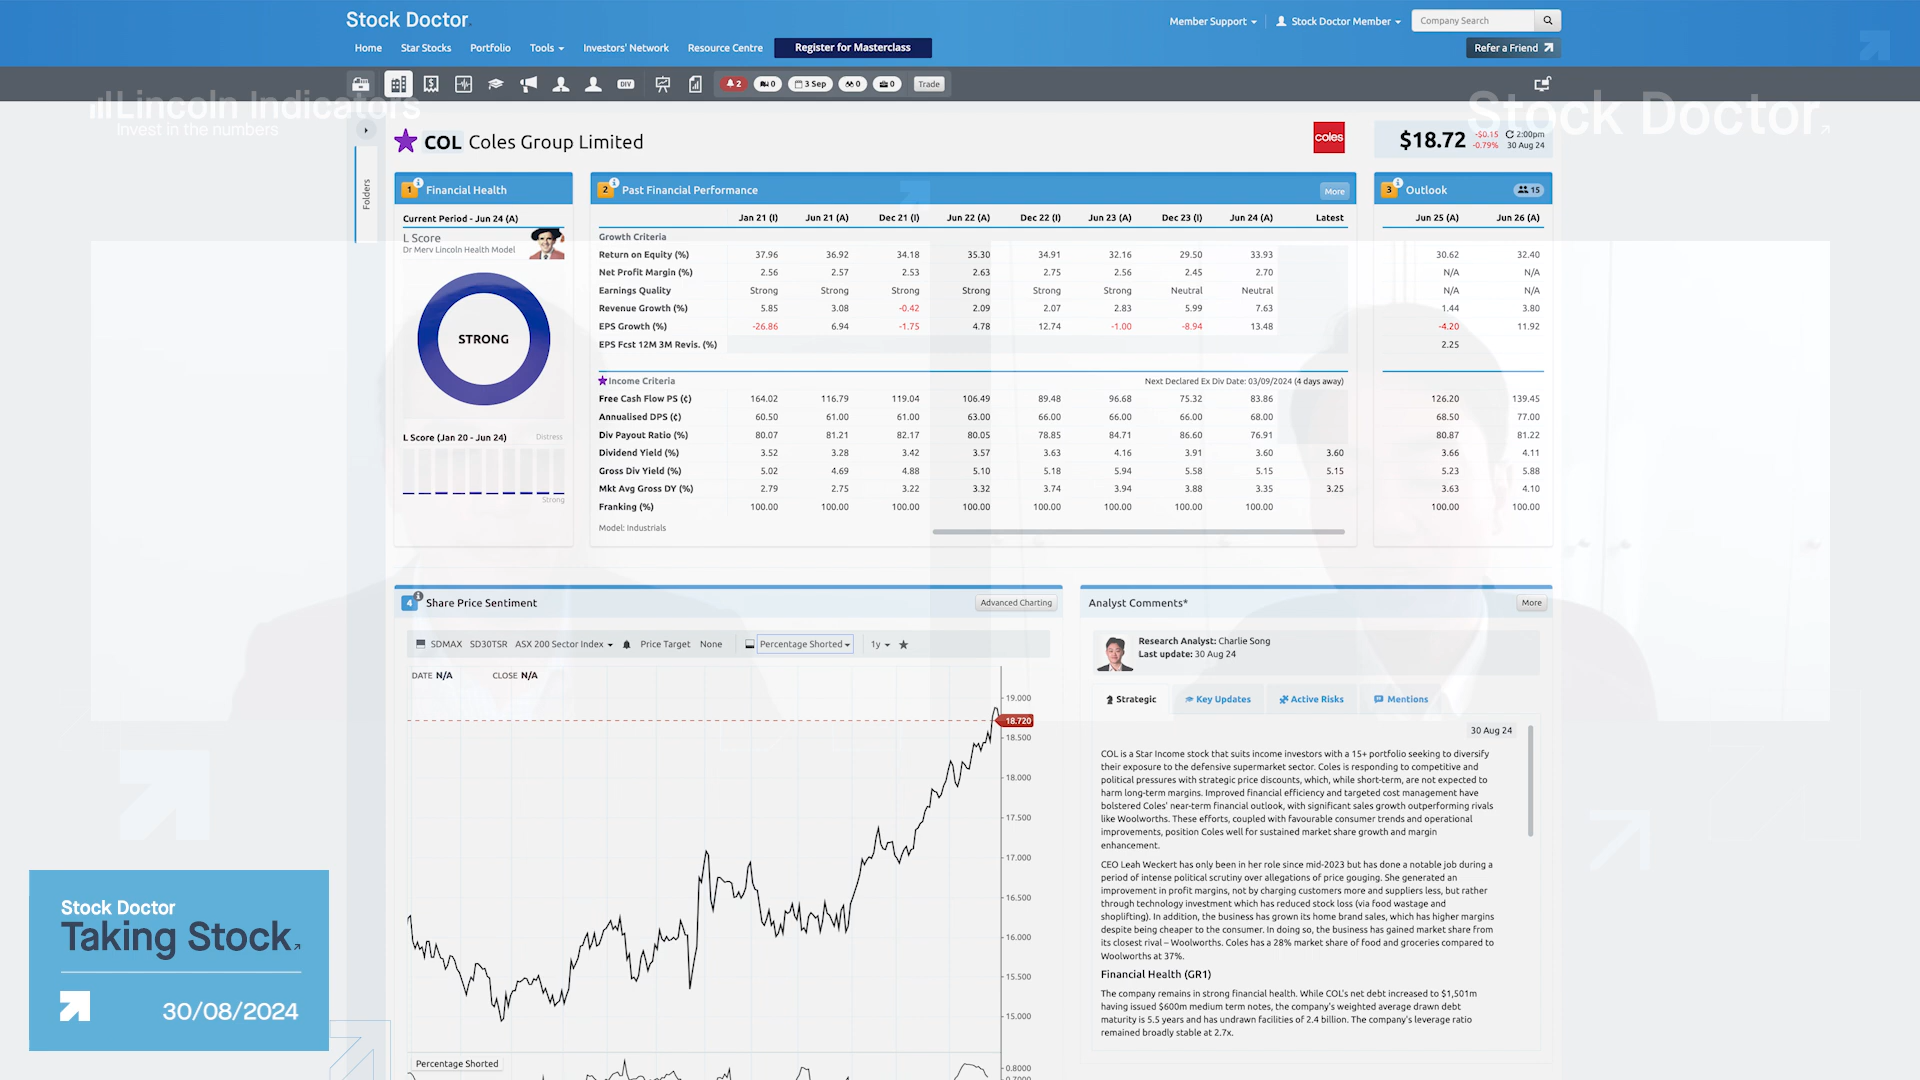 Stock Doctor
Member Support
Stock Doctor Member
Company Search
Home Star Stocks Portfolio Tools Investors' Network Resource Centre Register for Masterclass
Refer a Friend
DIV 2 0 3 Sep 0 0 Trade
Lincoln Indicators
Invest in the numbers
Stock Doctor
Folders
COL Coles Group Limited
coles
$18.72 -$0.15 2:00pm
-0.79% 30 Aug 24
1 Financial Health
Current Period - Jun 24 (A)
L Score
Dr Merv Lincoln Health Model
STRONG
L Score (Jan 20 - Jun 24) Distress
Strong
2 Past Financial Performance More
Jan 21 (I) Jun 21 (A) Dec 21 (I) Jun 22 (A) Dec 22 (I) Jun 23 (A) Dec 23 (I) Jun 24 (A) Latest
Growth Criteria
Return on Equity (%) 37.96 36.92 34.18 35.30 34.91 32.16 29.50 33.93
Net Profit Margin (%) 2.56 2.57 2.53 2.63 2.75 2.56 2.45 2.70
Earnings Quality Strong Strong Strong Strong Strong Strong Neutral Neutral
Revenue Growth (%) 5.85 3.08 -0.42 2.09 2.07 2.83 5.99 7.63
EPS Growth (%) -26.86 6.94 -1.75 4.78 12.74 -1.00 -8.94 13.48
EPS Fcst 12M 3M Revis. (%)
Income Criteria Next Declared Ex Div Date: 03/09/2024 (4 days away)
Free Cash Flow PS (¢) 164.02 116.79 119.04 106.49 89.48 96.68 75.32 83.86
Annualised DPS (¢) 60.50 61.00 61.00 63.00 66.00 66.00 66.00 68.00
Div Payout Ratio (%) 80.07 81.21 82.17 80.05 78.85 84.71 86.60 76.91
Dividend Yield (%) 3.52 3.28 3.42 3.57 3.63 4.16 3.91 3.60 3.60
Gross Div Yield (%) 5.02 4.69 4.88 5.10 5.18 5.94 5.58 5.15 5.15
Mkt Avg Gross DY (%) 2.79 2.75 3.22 3.32 3.74 3.94 3.88 3.35 3.25
Franking (%) 100.00 100.00 100.00 100.00 100.00 100.00 100.00 100.00
Model: Industrials
3 Outlook 15
Jun 25 (A) Jun 26 (A)
30.62 32.40
N/A N/A
N/A N/A
1.44 3.80
-4.20 11.92
2.25
126.20 139.45
68.50 77.00
80.87 81.22
3.66 4.11
5.23 5.88
3.63 4.10
100.00 100.00
4 Share Price Sentiment Advanced Charting
SDMAX SD30TSR ASX 200 Sector Index Price Target None Percentage Shorted 1y
DATE N/A CLOSE N/A
19.000
18.720
18.500
18.000
17.500
17.000
16.500
16.000
15.500
15.000
Percentage Shorted
0.8000
0.7000
Analyst Comments* More
Research Analyst: Charlie Song
Last update: 30 Aug 24
Strategic Key Updates Active Risks Mentions
30 Aug 24
COL is a Star Income stock that suits income investors with a 15+ portfolio seeking to diversify
their exposure to the defensive supermarket sector. Coles is responding to competitive and
political pressures with strategic price discounts, which, while short-term, are not expected to
harm long-term margins. Improved financial efficiency and targeted cost management have
bolstered Coles' near-term financial outlook, with significant sales growth outperforming rivals
like Woolworths. These efforts, coupled with favourable consumer trends and operational
improvements, position Coles well for sustained market share growth and margin
enhancement.
CEO Leah Weckert has only been in her role since mid-2023 but has done a notable job during a
period of intense political scrutiny over allegations of price gouging. She generated an
improvement in profit margins, not by charging customers more and suppliers less, but rather
through technology investment which has reduced stock loss (via food wastage and
shoplifting). In addition, the business has grown its home brand sales, which has higher margins
despite being cheaper to the consumer. In doing so, the business has gained market share from
its closest rival – Woolworths. Coles has a 28% market share of food and groceries compared to
Woolworths at 37%.
Financial Health (GR1)
The company remains in strong financial health. While COL's net debt increased to $1,501m
having issued $600m medium term notes, the company's weighted average drawn debt
maturity is 5.5 years and has undrawn facilities of 2.4 billion. The company's leverage ratio
remained broadly stable at 2.7x.
Stock Doctor
Taking Stock
30/08/2024